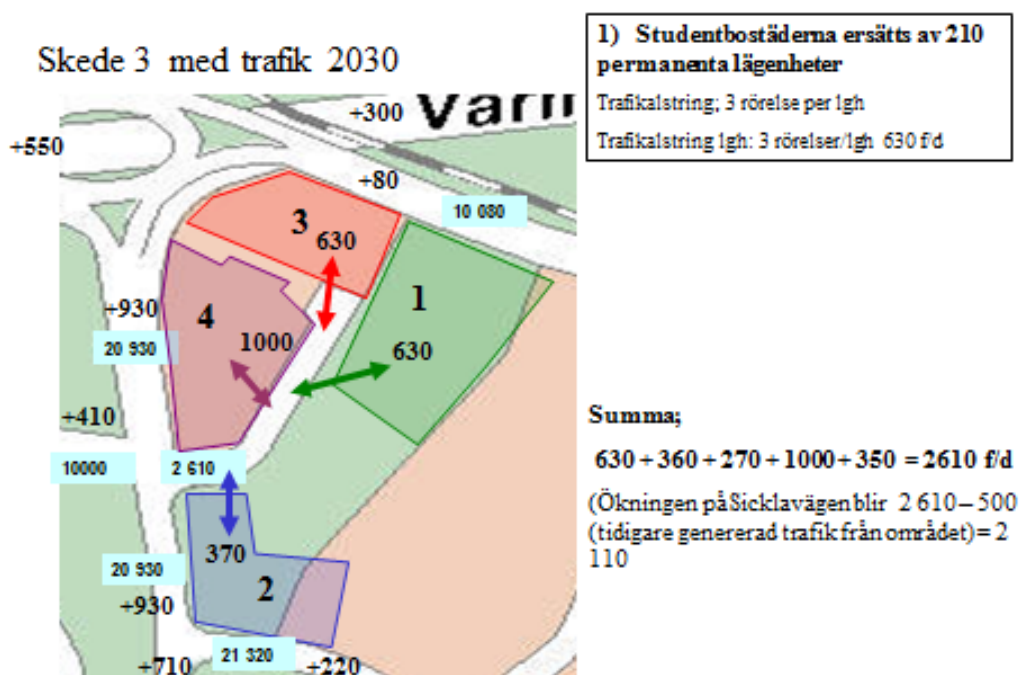 Skede 3 med trafik 2030
1) Studentbostäderna ersätts av 210
permanenta lägenheter
Trafikalstring; 3 rörelse per lgh
Trafikalstring lgh: 3 rörelser/lgh 630 f/d
+300
+550
+80
10 080
3
630
1
+930
4
1000
630
20 930
+410
10000
2 610
Summa;
630 + 360 + 270 + 1000 + 350 = 2610 f/d
(Ökningen på Sicklavägen blir 2 610 – 500
(tidigare genererad trafik från området) = 2
110
370
20 930
2
+930
21 320
+710
+220